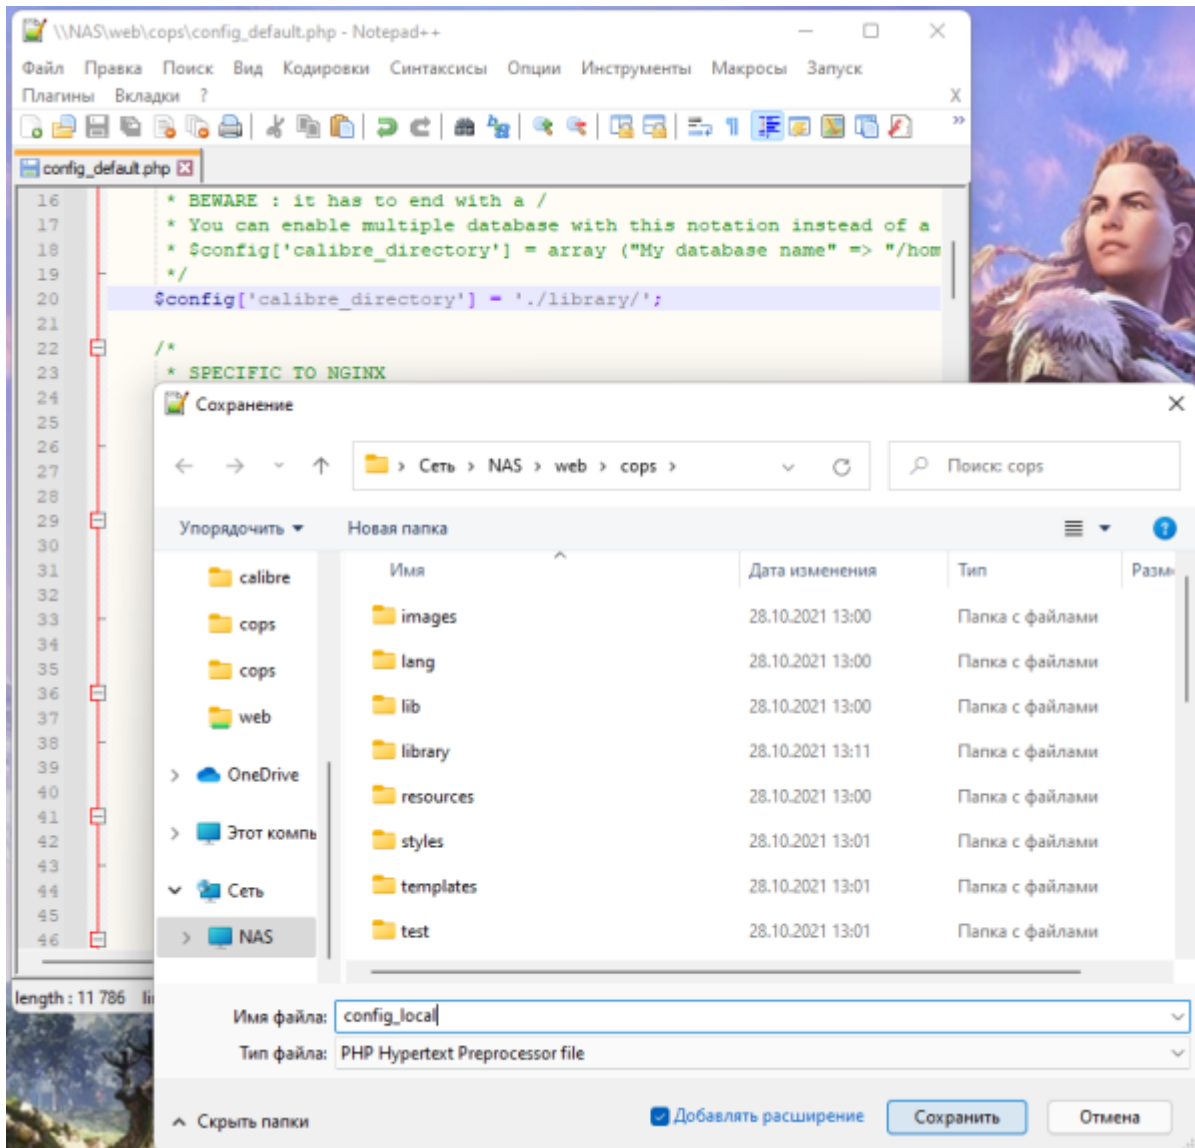 \\NAS\web\cops\config_default.php - Notepad++
Файл Правка Поиск Вид Кодировки Синтаксисы Опции Инструменты Макросы Запуск
Плагины Вкладки ? X
config_default.php
16 * BEWARE : it has to end with a /
17 * You can enable multiple database with this notation instead of a
18 * $config['calibre_directory'] = array ("My database name" => "/hom
19 */
20 $config['calibre_directory'] = './library/';
21
22 /*
23 * SPECIFIC TO NGINX
24
25
26
27
28
29
30
31
32
33
34
35
36
37
38
39
40
41
42
43
44
45
46
length : 11 786 li
Сохранение
Сеть > NAS > web > cops >
Поиск: cops
Упорядочить Новая папка
calibre
cops
cops
web
OneDrive
Этот компь
Сеть
NAS
Имя Дата изменения Тип Разм
images 28.10.2021 13:00 Папка с файлами
lang 28.10.2021 13:00 Папка с файлами
lib 28.10.2021 13:00 Папка с файлами
library 28.10.2021 13:11 Папка с файлами
resources 28.10.2021 13:00 Папка с файлами
styles 28.10.2021 13:01 Папка с файлами
templates 28.10.2021 13:01 Папка с файлами
test 28.10.2021 13:01 Папка с файлами
Имя файла: config_local
Тип файла: PHP Hypertext Preprocessor file
Скрыть папки
Добавлять расширение
Сохранить
Отмена